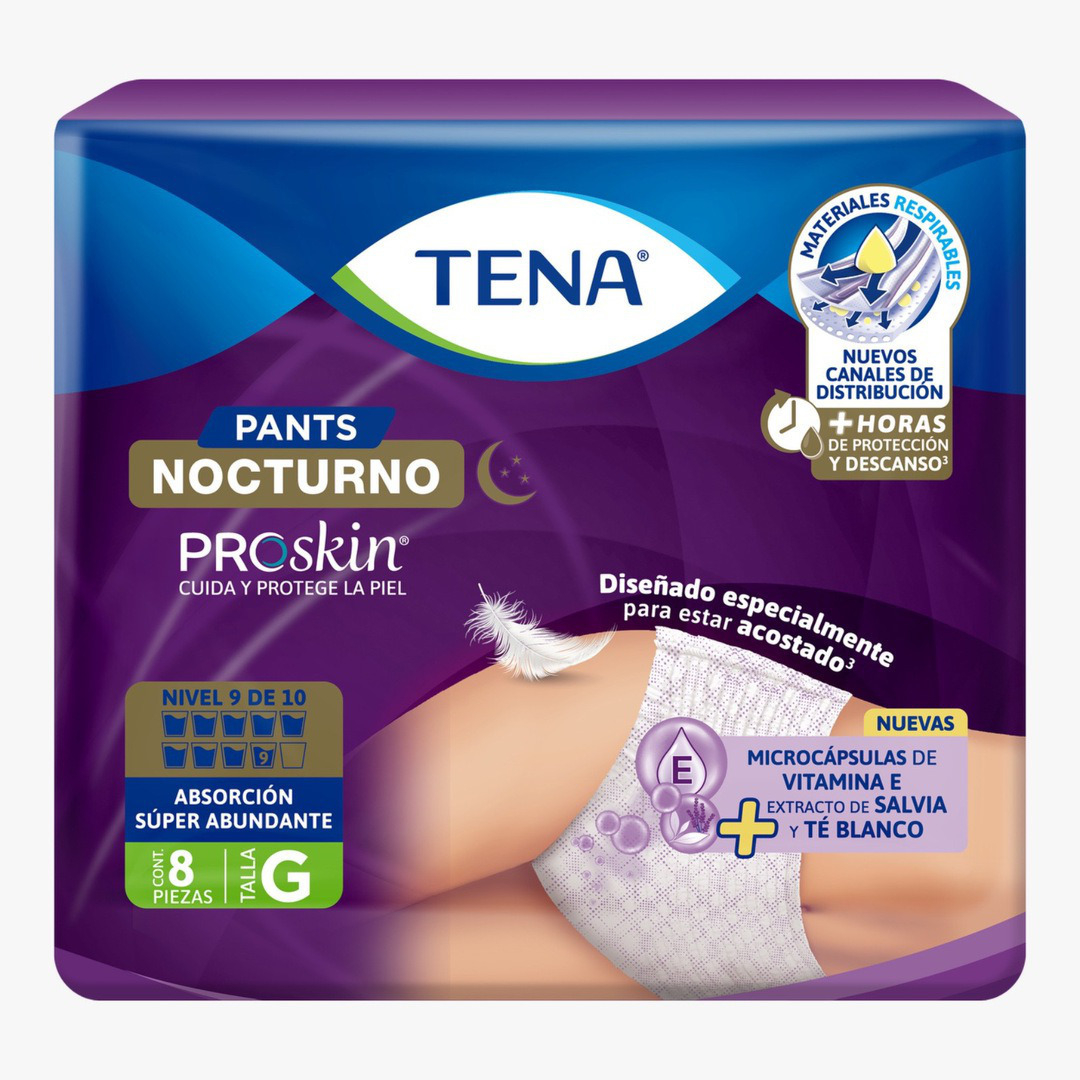 TENA®
MATERIALES RESPIRABLES
NUEVOS
CANALES DE
DISTRIBUCIÓN
+HORAS
DE PROTECCIÓN
Y DESCANSO³
PANTS
NOCTURNO
PROskin®
CUIDA Y PROTEGE LA PIEL
Diseñado especialmente
para estar acostado³
NIVEL 9 DE 10
9
ABSORCIÓN
SÚPER ABUNDANTE
CONT. 8 PIEZAS
TALLA G
NUEVAS
E
MICROCÁPSULAS DE
VITAMINA E
+ EXTRACTO DE SALVIA
Y TÉ BLANCO